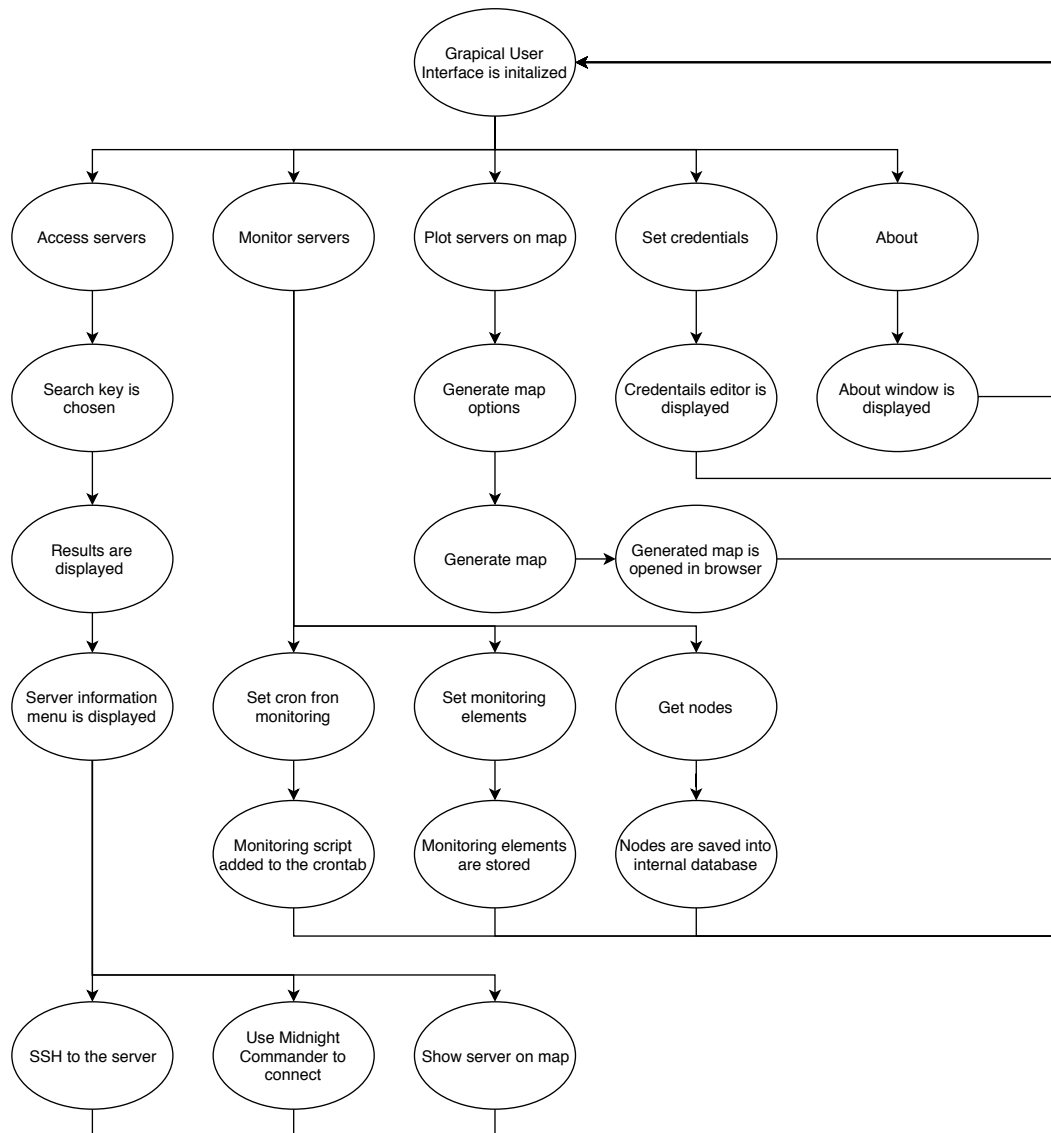 Grapical User
Interface is initalized
Access servers
Monitor servers
Plot servers on map
Set credentials
About
Search key is
chosen
Generate map
options
Credentails editor is
displayed
About window is
displayed
Results are
displayed
Generate map
Generated map is
opened in browser
Server information
menu is displayed
Set cron fron
monitoring
Set monitoring
elements
Get nodes
Monitoring script
added to the crontab
Monitoring elements
are stored
Nodes are saved into
internal database
SSH to the server
Use Midnight
Commander to
connect
Show server on map